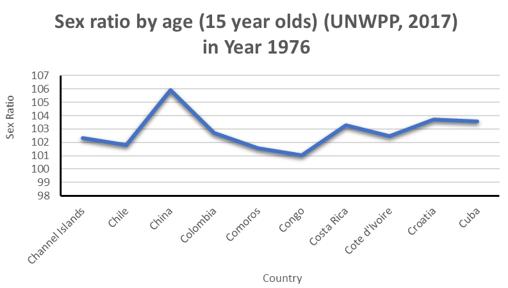 Sex ratio by age (15 year olds) (UNWPP, 2017)
in Year 1976
107
106
105
104
103
102
101
100
99
98
Sex Ratio
Channel Islands
Chile
China
Colombia
Comoros
Congo
Costa Rica
Cote d'Ivoire
Croatia
Cuba
Country